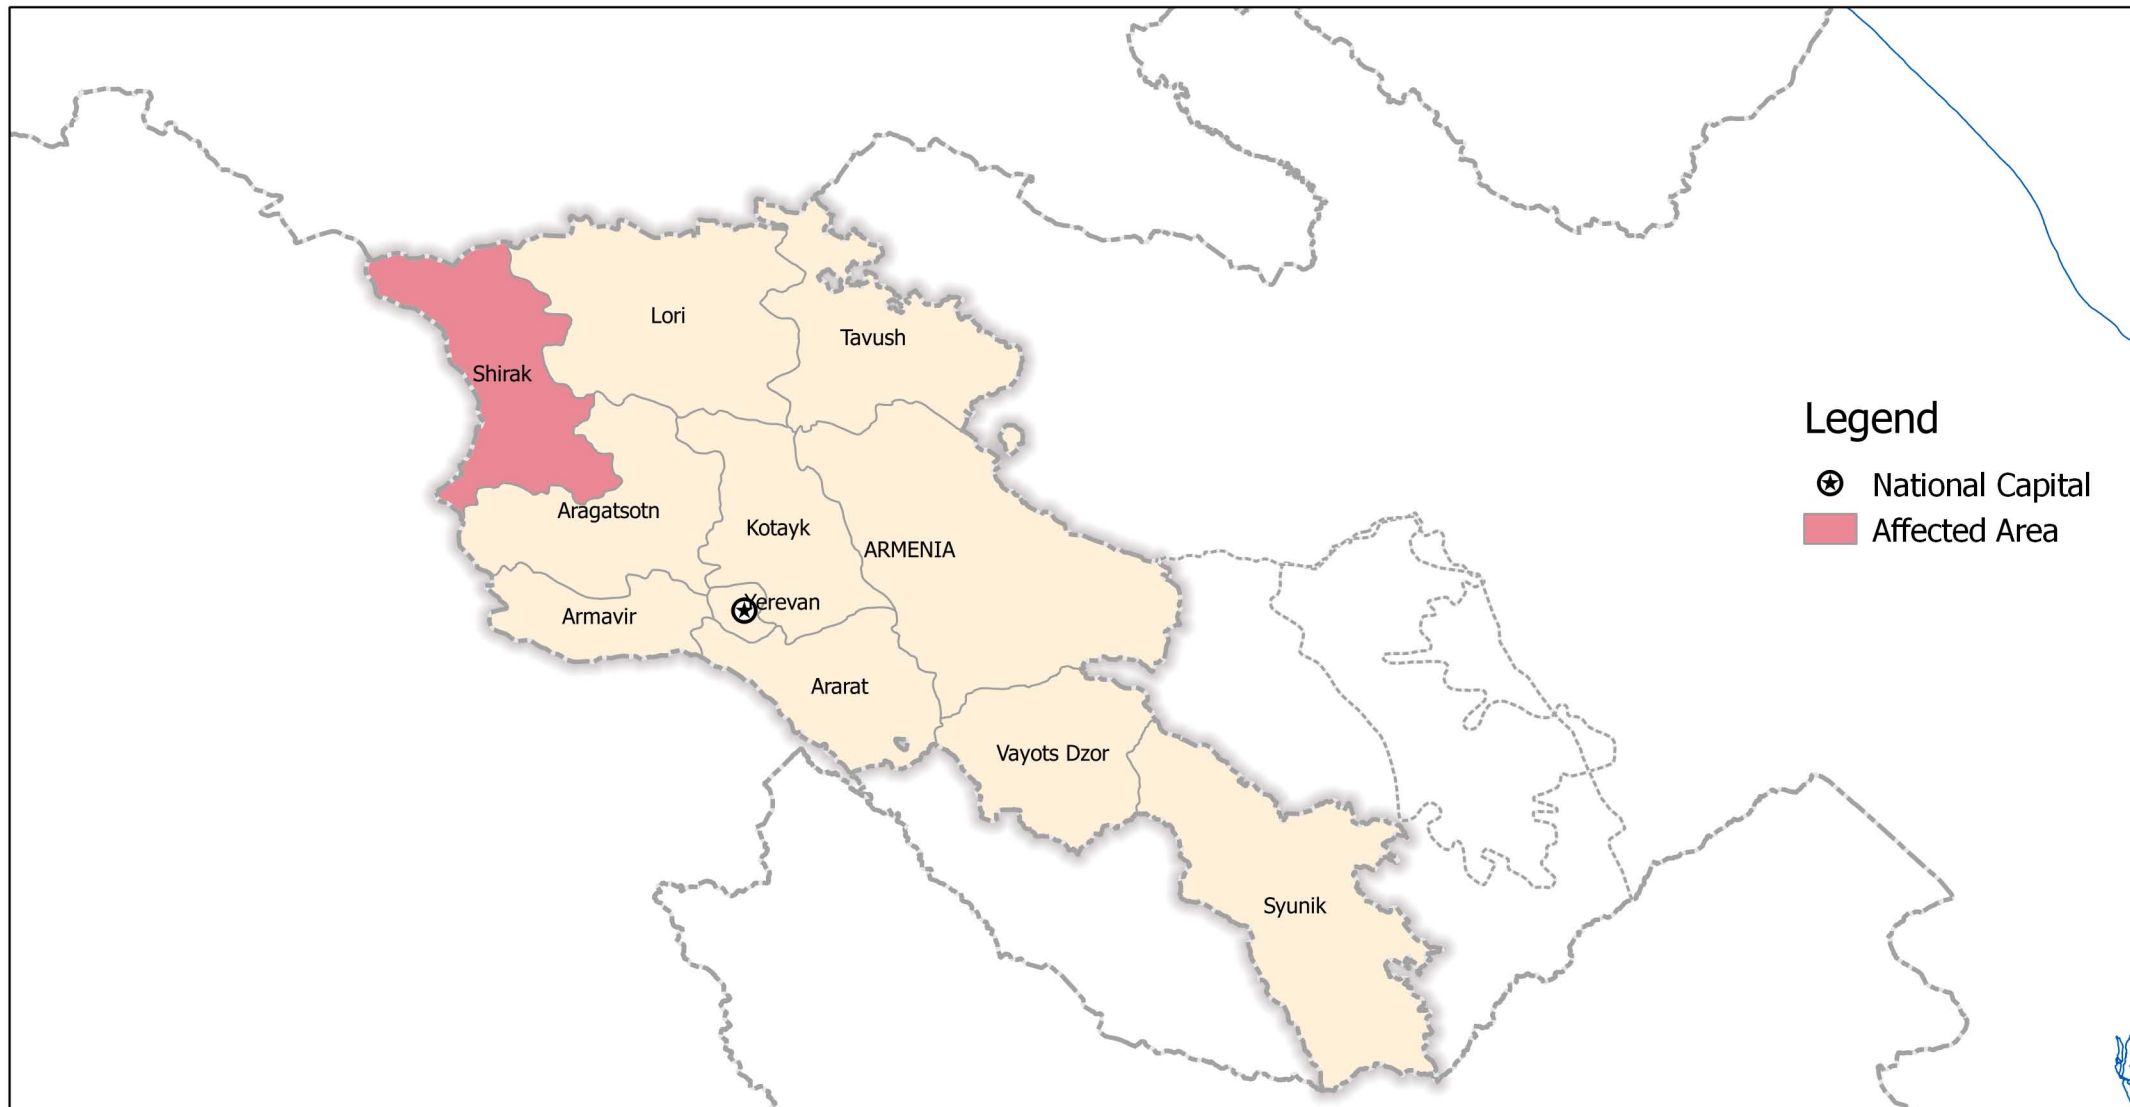 Lori
Tavush
Shirak
Aragatsotn
Kotayk
ARMENIA
Yerevan
Armavir
Ararat
Vayots Dzor
Syunik
Legend
National Capital
Affected Area